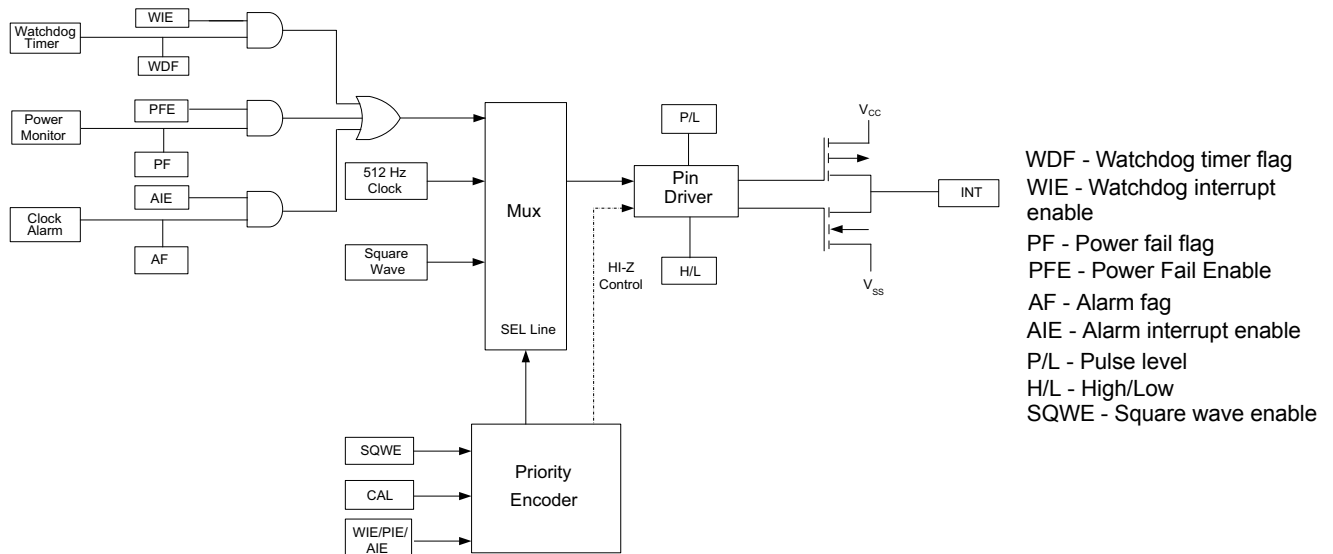 WIE
Watchdog
Timer
WDF
PFE
Power
Monitor
PF
AIE
Clock
Alarm
AF
512 Hz
Clock
Square
Wave
Mux
SEL Line
SQWE
CAL
WIE/PIE/
AIE
Priority
Encoder
P/L
Pin
Driver
H/L
HI-Z
Control
VCC
VSS
INT
WDF - Watchdog timer flag
WIE - Watchdog interrupt
enable
PF - Power fail flag
PFE - Power Fail Enable
AF - Alarm fag
AIE - Alarm interrupt enable
P/L - Pulse level
H/L - High/Low
SQWE - Square wave enable